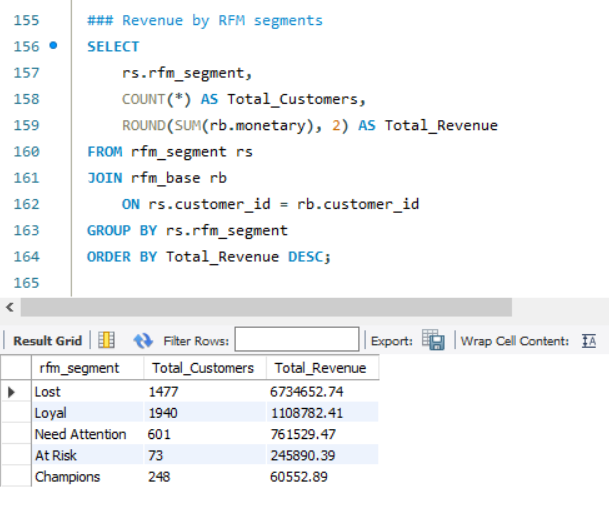 155 ### Revenue by RFM segments
156 SELECT
157 rs.rfm_segment,
158 COUNT(*) AS Total_Customers,
159 ROUND(SUM(rb.monetary), 2) AS Total_Revenue
160 FROM rfm_segment rs
161 JOIN rfm_base rb
162 ON rs.customer_id = rb.customer_id
163 GROUP BY rs.rfm_segment
164 ORDER BY Total_Revenue DESC;
165
Result Grid Filter Rows: Export: Wrap Cell Content: IA
rfm_segment Total_Customers Total_Revenue
Lost 1477 6734652.74
Loyal 1940 1108782.41
Need Attention 601 761529.47
At Risk 73 245890.39
Champions 248 60552.89